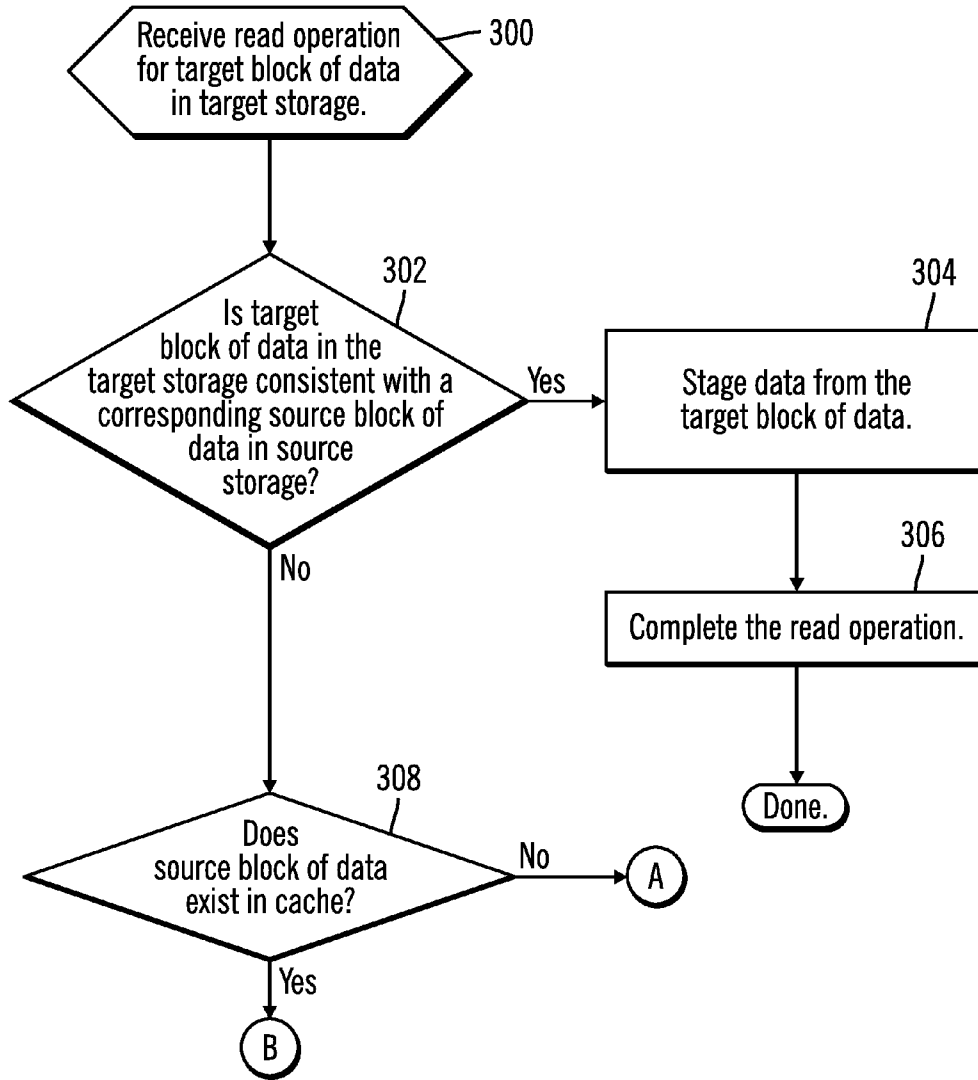 Receive read operation
for target block of data
in target storage.
300
302
Is target
block of data in the
target storage consistent with a
corresponding source block of
data in source
storage?
Yes
304
Stage data from the
target block of data.
No
306
Complete the read operation.
Done.
308
Does
source block of data
exist in cache?
No
A
Yes
B